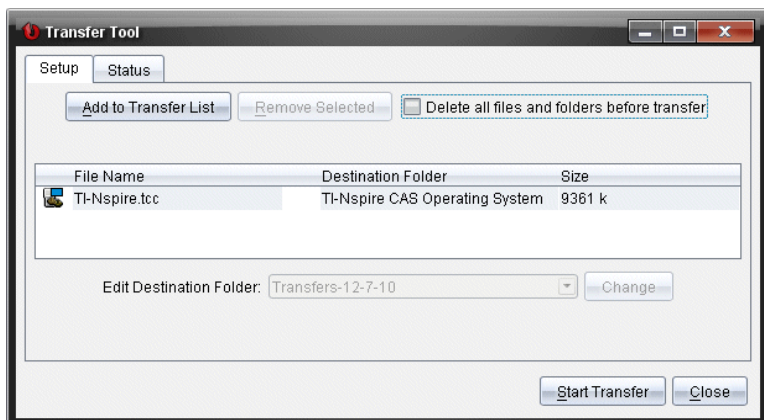 Transfer Tool
Setup Status
Add to Transfer List Remove Selected Delete all files and folders before transfer
File Name Destination Folder Size
TI-Nspire.tcc TI-Nspire CAS Operating System 9361 k
Edit Destination Folder: Transfers-12-7-10 Change
Start Transfer Close